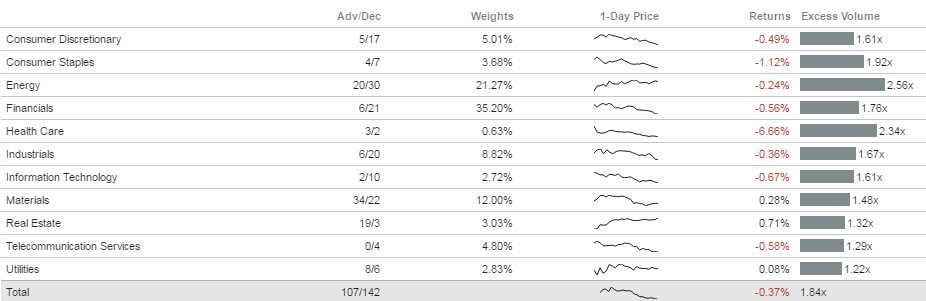 Adv/Dec Weights 1-Day Price Returns Excess Volume
Consumer Discretionary 5/17 5.01% -0.49% 1.61x
Consumer Staples 4/7 3.68% -1.12% 1.92x
Energy 20/30 21.27% -0.24% 2.56x
Financials 6/21 35.20% -0.56% 1.76x
Health Care 3/2 0.63% -6.66% 2.34x
Industrials 6/20 8.82% -0.36% 1.67x
Information Technology 2/10 2.72% -0.67% 1.61x
Materials 34/22 12.00% 0.28% 1.48x
Real Estate 19/3 3.03% 0.71% 1.32x
Telecommunication Services 0/4 4.80% -0.58% 1.29x
Utilities 8/6 2.83% 0.08% 1.22x
Total 107/142 -0.37% 1.84x